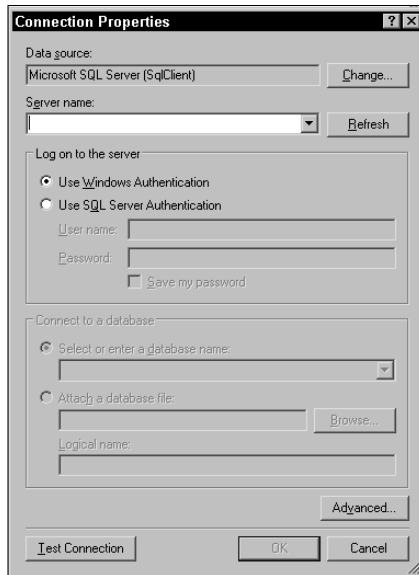 Connection Properties
Data source:
Microsoft SQL Server (SqlClient)
Change...
Server name:
Refresh
Log on to the server
Use Windows Authentication
Use SQL Server Authentication
User name:
Password:
Save my password
Connect to a database
Select or enter a database name:
Attach a database file:
Browse...
Logical name:
Advanced...
Test Connection
OK
Cancel